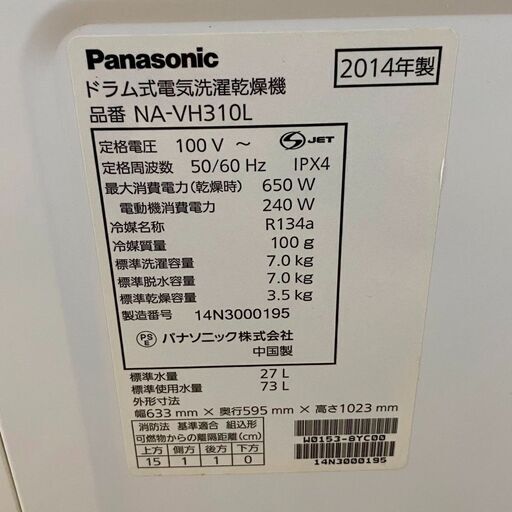 Panasonic
2014年製
ドラム式電気洗濯乾燥機
品番 NA-VH310L
定格電圧 100 V ～
S JET
定格周波数 50/60 Hz IPX4
最大消費電力(乾燥時) 650 W
電動機消費電力 240 W
冷媒名称 R134a
冷媒質量 100 g
標準洗濯容量 7.0 kg
標準脱水容量 7.0 kg
標準乾燥容量 3.5 kg
製造番号 14N3000195
PS E パナソニック株式会社
中国製
標準水量 27 L
標準使用水量 73 L
外形寸法
幅633 mm × 奥行595 mm × 高さ1023 mm
消防法 基準適合 組込形
可燃物からの離隔距離(cm)
上方 側方 後方 下方
15 1 1 0
W0153-8YC00
14N3000195